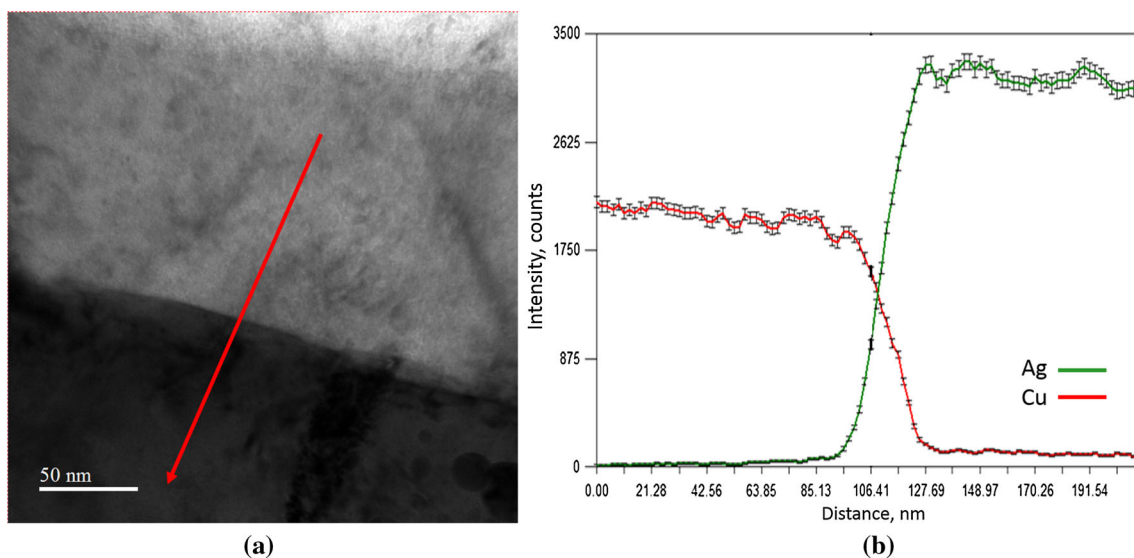 50 nm
(a)
Intensity, counts
3500
2625
1750
875
0
Ag
Cu
0.00 21.28 42.56 63.85 85.13 106.41 127.69 148.97 170.26 191.54
Distance, nm
(b)